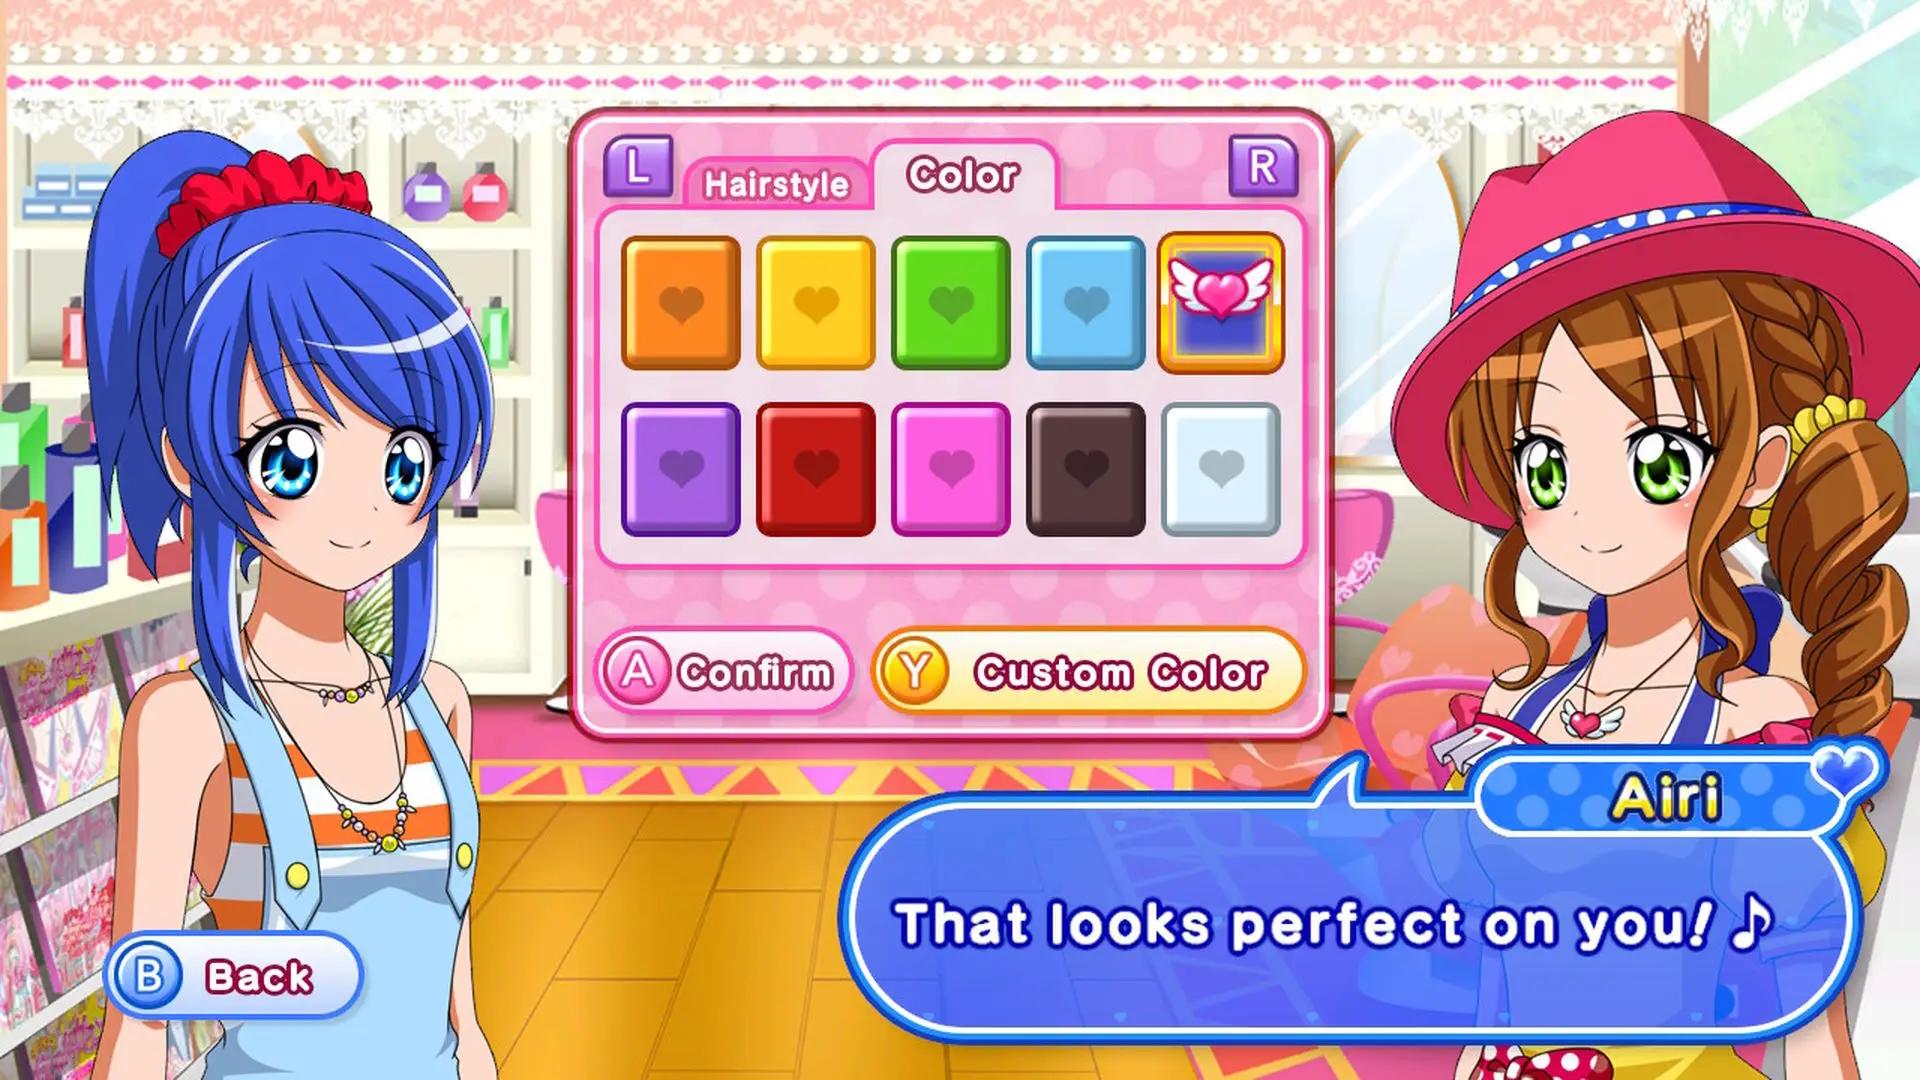 L
Hairstyle
Color
R
A Confirm
Y Custom Color
Airi
That looks perfect on you! ♪
B Back